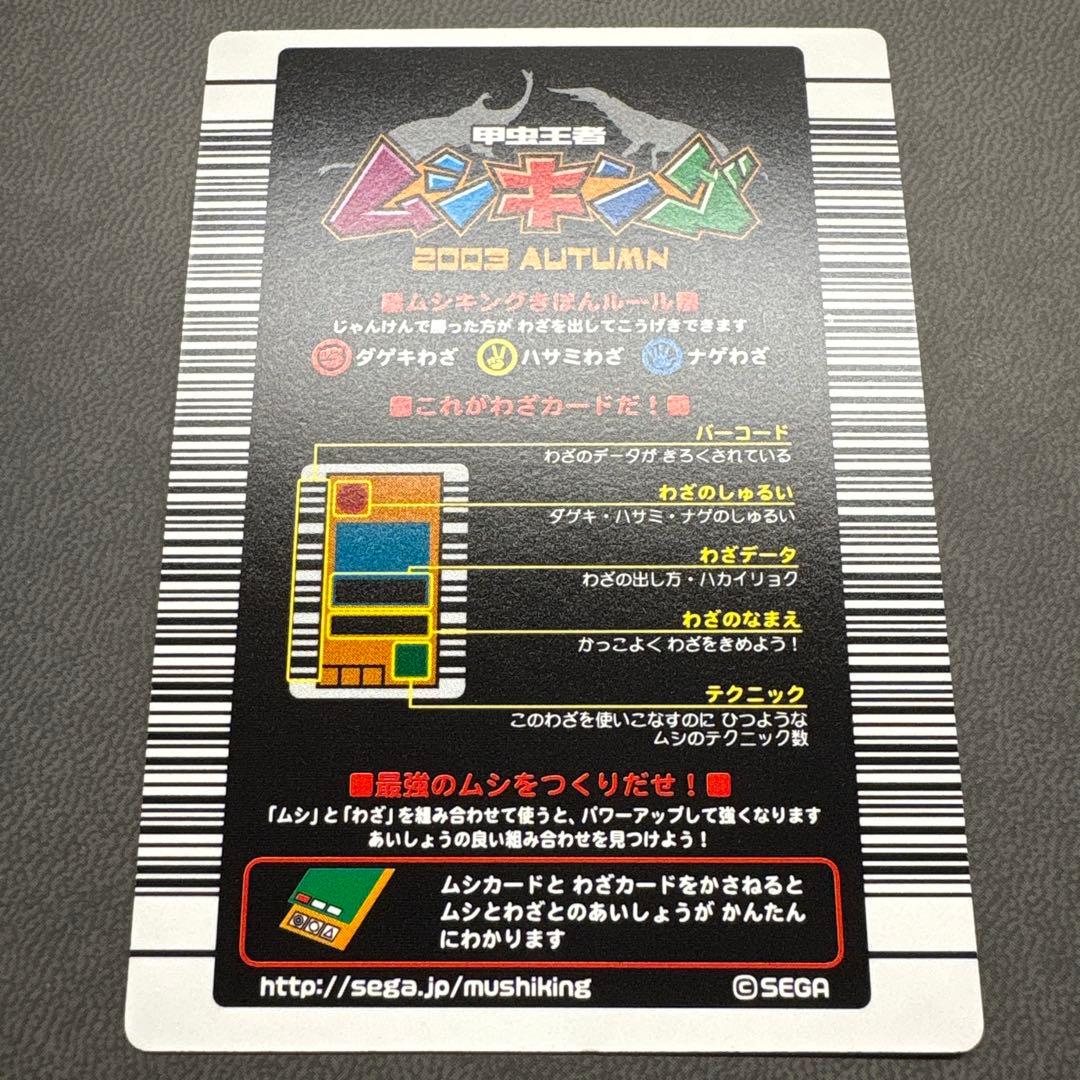 甲虫王者
ムシキング
2003 AUTUMN
ムシキングきほんルール
じゃんけんで勝った方が わざを出してこうげきできます
ダゲキわざ ハサミわざ ナゲわざ
これがわざカードだ！
バーコード
わざのデータが きろくされている
わざのしゅるい
ダゲキ・ハサミ・ナゲのしゅるい
わざデータ
わざの出し方・ハカイリョク
わざのなまえ
かっこよく わざをきめよう！
テクニック
このわざを使いこなすのに ひつような
ムシのテクニック数
最強のムシをつくりだせ！
「ムシ」と「わざ」を組み合わせて使うと、パワーアップして強くなります
あいしょうの良い組み合わせを見つけよう！
ムシカードと わざカードをかさねると
ムシとわざとのあいしょうが かんたん
にわかります
http://sega.jp/mushiking ©SEGA